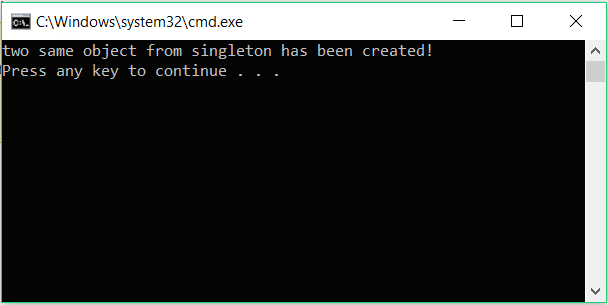 C:\Windows\system32\cmd.exe
two same object from singleton has been created!
Press any key to continue . . .